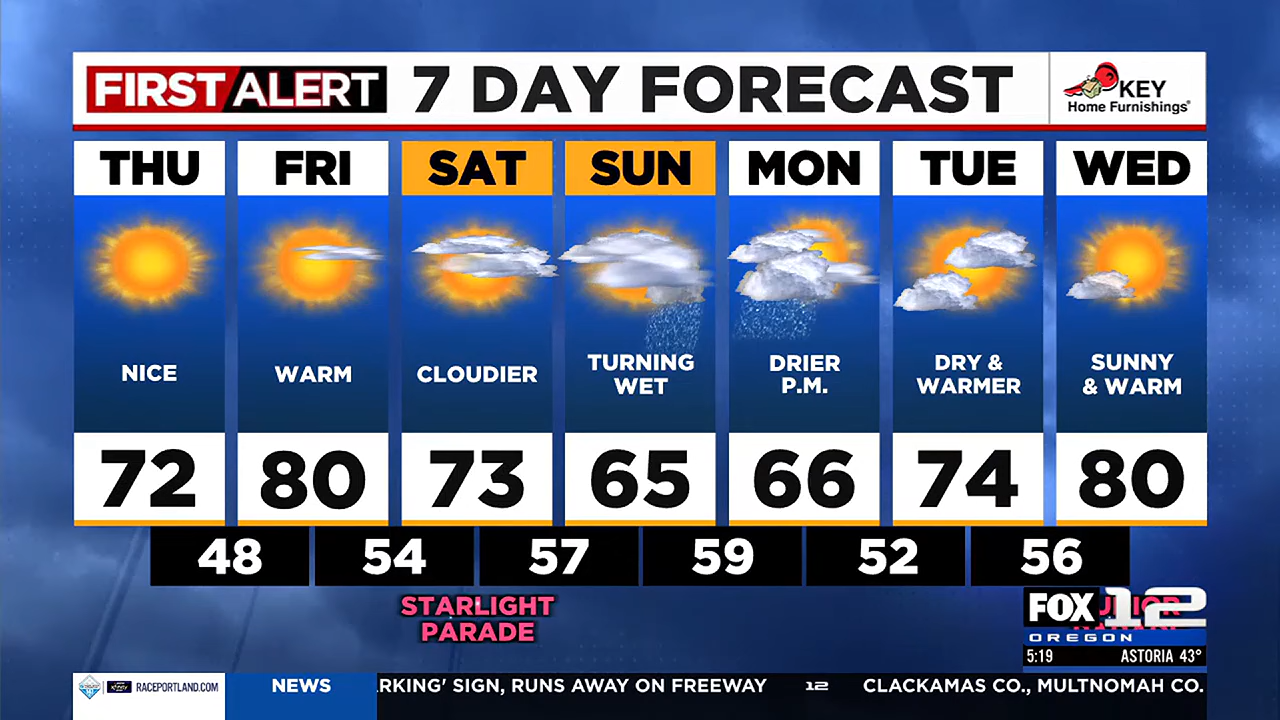 FIRST ALERT 7 DAY FORECAST
KEY
Home Furnishings®
THU FRI SAT SUN MON TUE WED
NICE
WARM
CLOUDIER
TURNING
WET
DRIER
P.M.
DRY &
WARMER
SUNNY
& WARM
72 80 73 65 66 74 80
48 54 57 59 52 56
STARLIGHT
PARADE
FOX 12
OREGON
5:19 ASTORIA 43°
RACEPORTLAND.COM
NEWS
RKING' SIGN, RUNS AWAY ON FREEWAY 12 CLACKAMAS CO., MULTNOMAH CO.